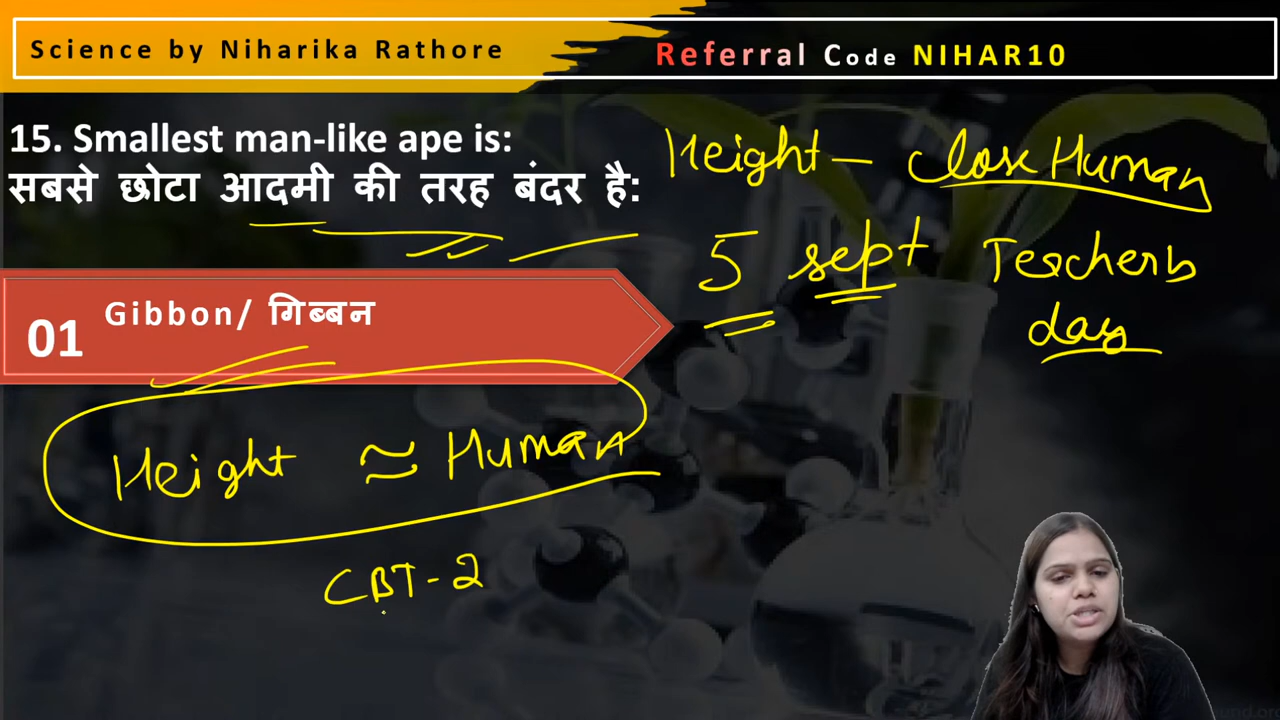 Science by Niharika Rathore
Referral Code NIHAR10
15. Smallest man-like ape is:
सबसे छोटा आदमी की तरह बंदर है:
Height - Close Human
5 sept Teachers
day
01 Gibbon/ गिब्बन
Height ≈ Human
CBT-2